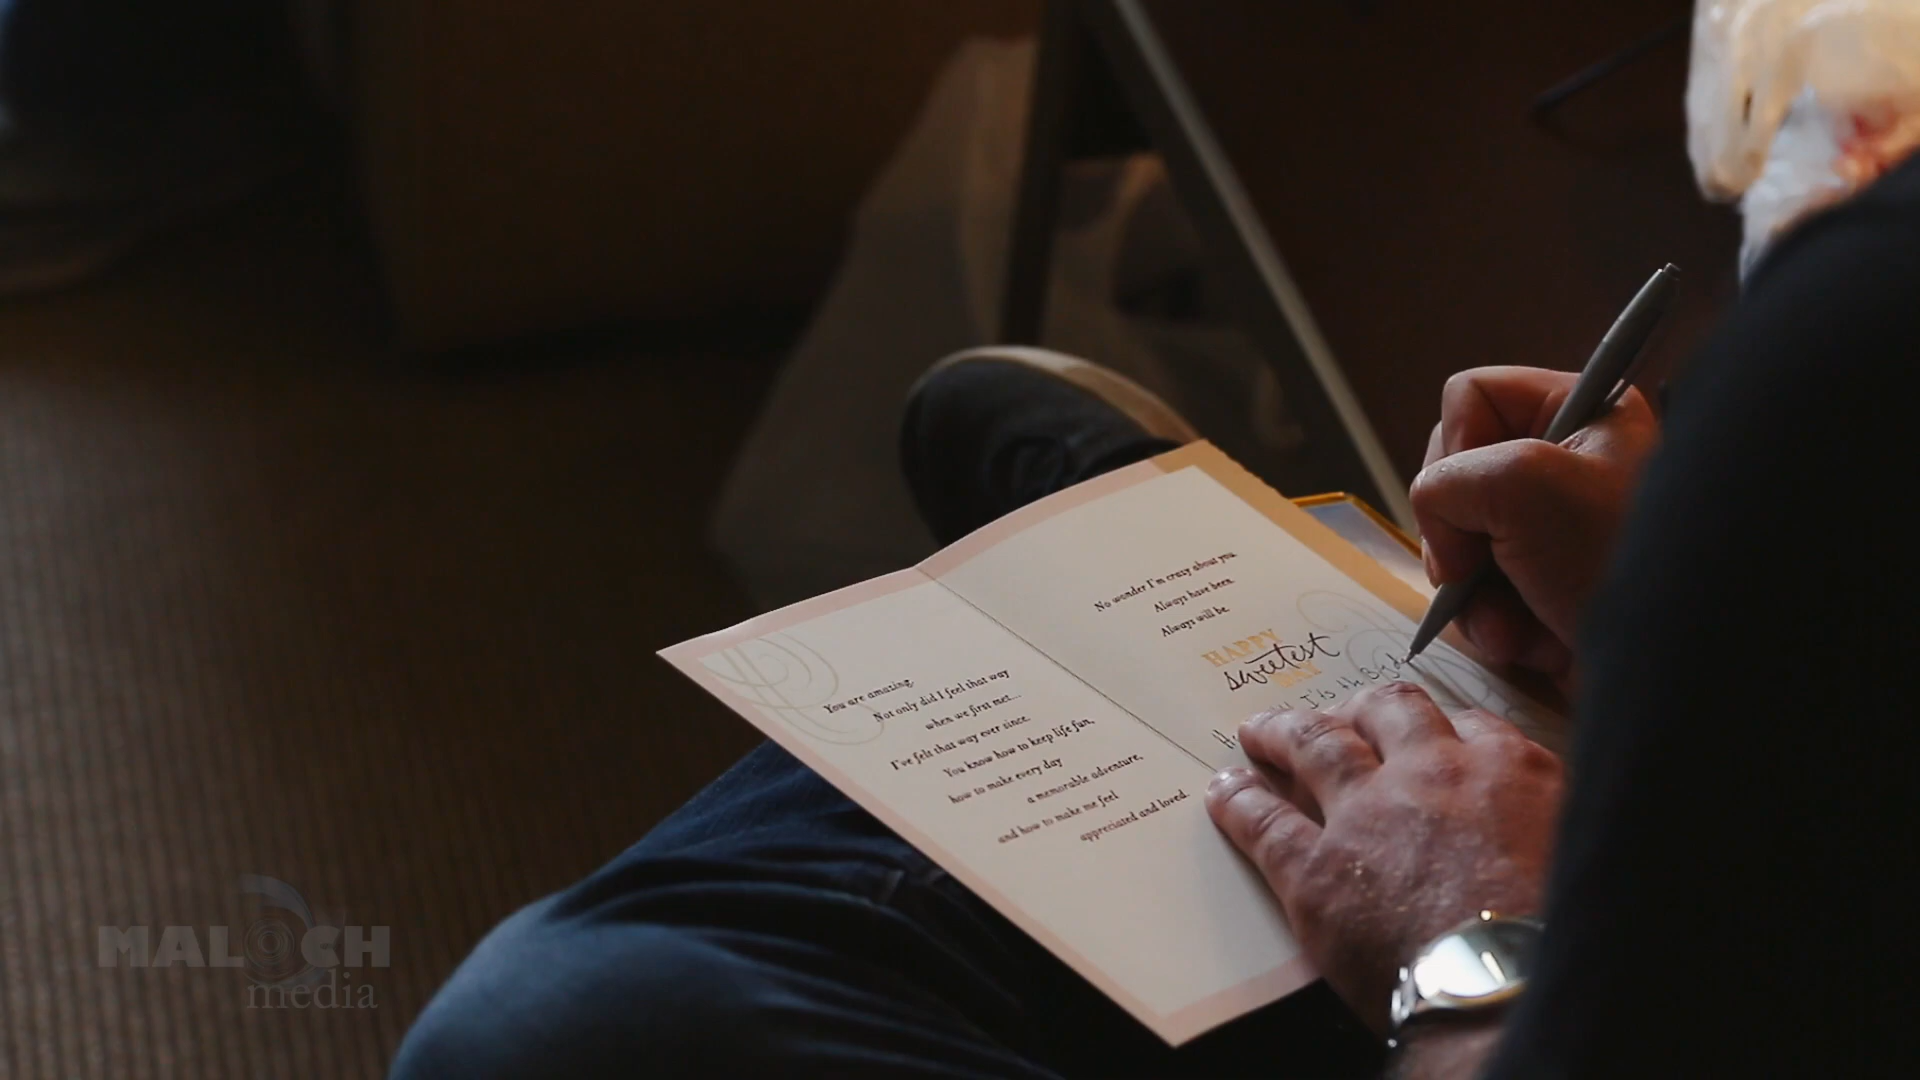 You are amazing.
Not only did I feel that way
when we first met...
I've felt that way ever since.
You know how to keep life fun,
how to make every day
a memorable adventure,
and how to make me feel
appreciated and loved.
No wonder I'm crazy about you.
Always have been.
Always will be.
HAPPY
sweetest
DAY
MALOCH
media